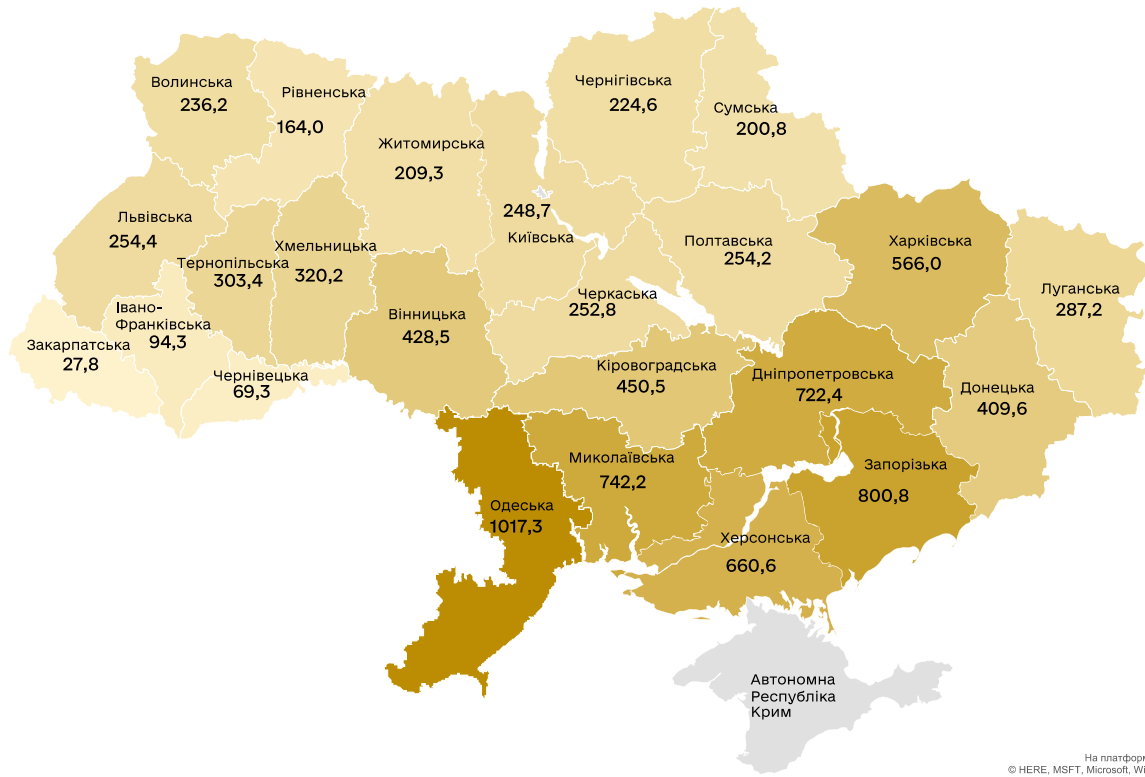 Волинська
236,2
Рівненська
164,0
Житомирська
209,3
Чернігівська
224,6
Сумська
200,8
Львівська
254,4
Тернопільська
303,4
Хмельницька
320,2
248,7
Київська
Полтавська
254,2
Харківська
566,0
Луганська
287,2
Івано-
Франківська
94,3
Закарпатська
27,8
Чернівецька
69,3
Вінницька
428,5
Черкаська
252,8
Кіровоградська
450,5
Дніпропетровська
722,4
Донецька
409,6
Одеська
1017,3
Миколаївська
742,2
Запорізька
800,8
Херсонська
660,6
Автономна
Республіка
Крим
На платформ
© HERE, MSFT, Microsoft, Wi